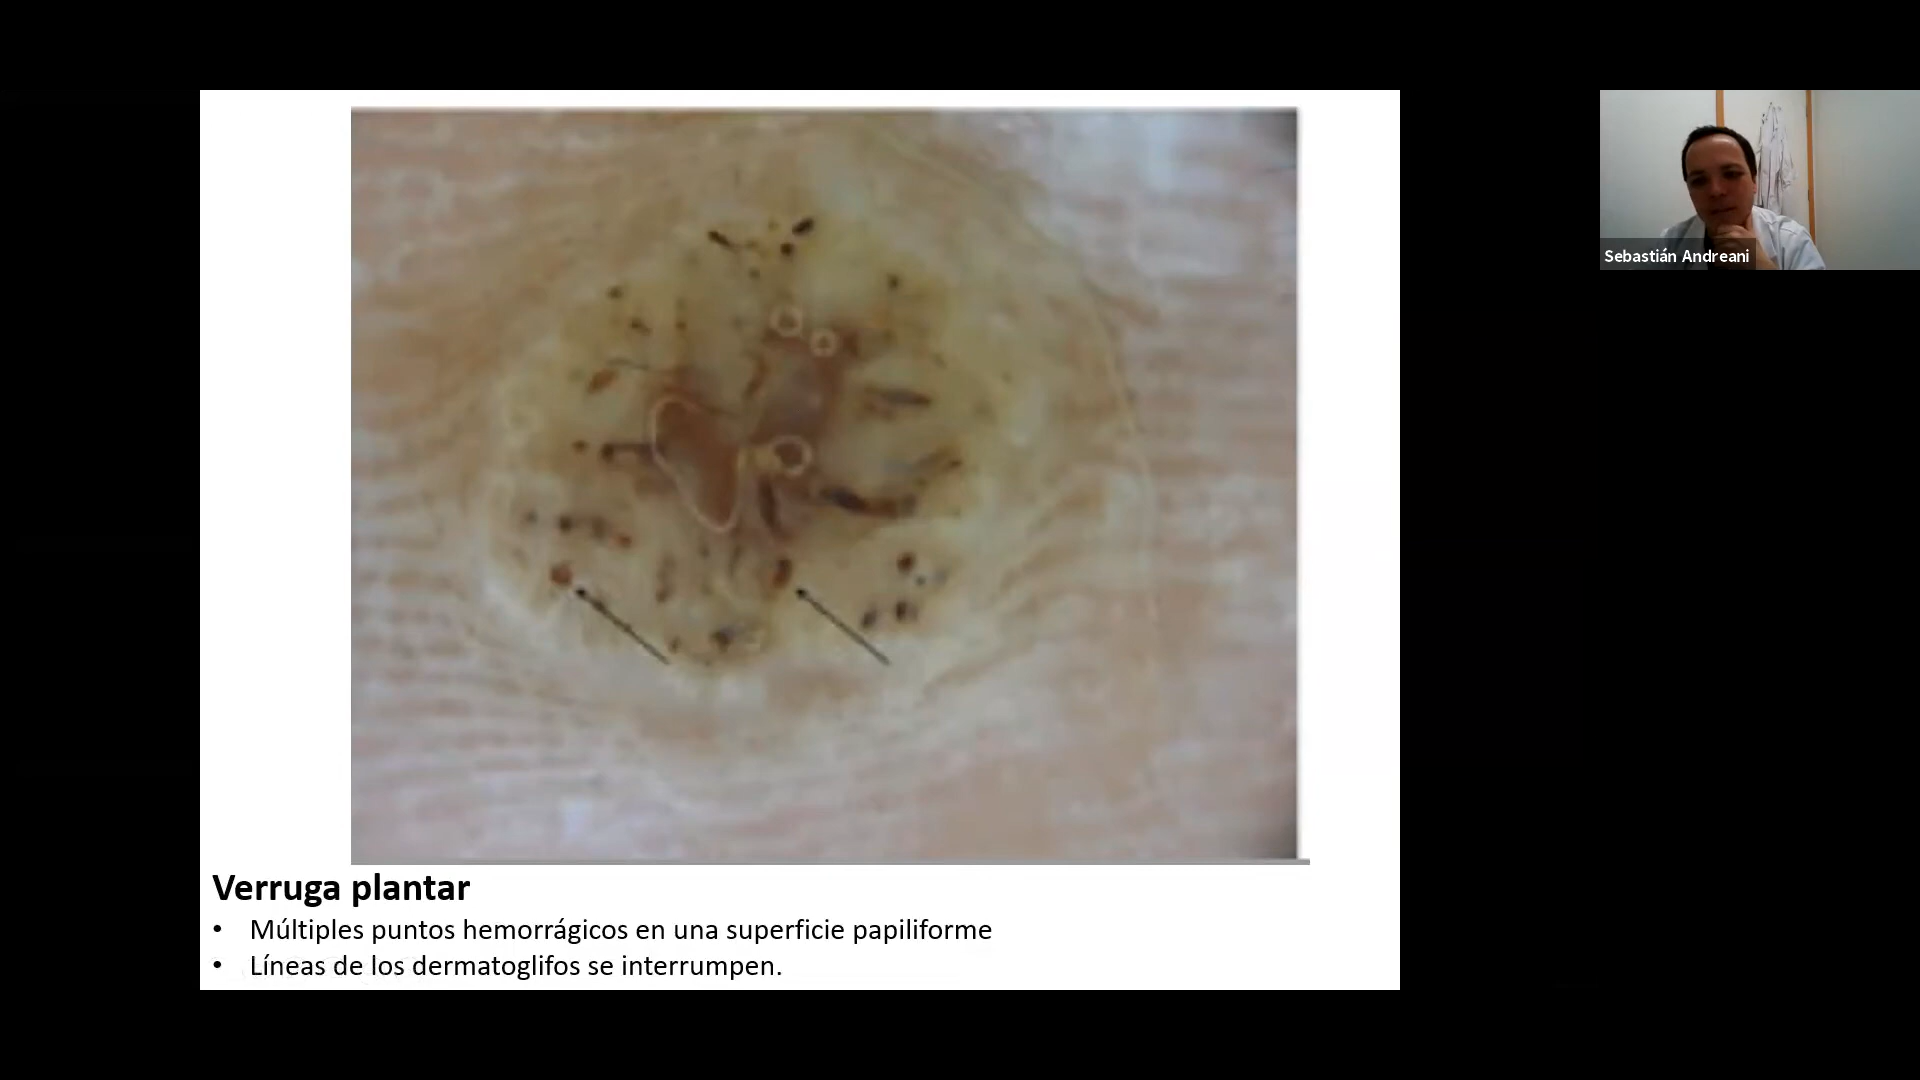 Sebastián Andreani
Verruga plantar
• Múltiples puntos hemorrágicos en una superficie papiliforme
• Líneas de los dermatoglifos se interrumpen.